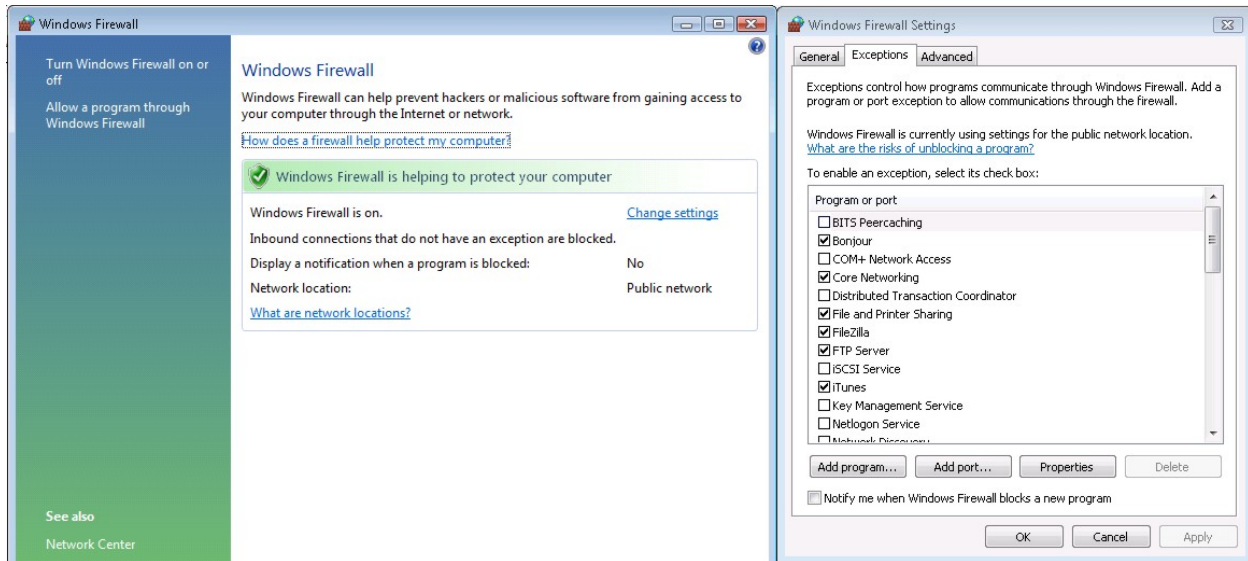 Windows Firewall
Turn Windows Firewall on or
off
Allow a program through
Windows Firewall
See also
Network Center
Windows Firewall
Windows Firewall can help prevent hackers or malicious software from gaining access to
your computer through the Internet or network.
How does a firewall help protect my computer?
Windows Firewall is helping to protect your computer
Windows Firewall is on. Change settings
Inbound connections that do not have an exception are blocked.
Display a notification when a program is blocked: No
Network location: Public network
What are network locations?
Windows Firewall Settings
General Exceptions Advanced
Exceptions control how programs communicate through Windows Firewall. Add a
program or port exception to allow communications through the firewall.
Windows Firewall is currently using settings for the public network location.
What are the risks of unblocking a program?
To enable an exception, select its check box:
Program or port
BITS Peercaching
Bonjour
COM+ Network Access
Core Networking
Distributed Transaction Coordinator
File and Printer Sharing
FileZilla
FTP Server
iSCSI Service
iTunes
Key Management Service
Netlogon Service
Network Discovery
Add program... Add port... Properties Delete
Notify me when Windows Firewall blocks a new program
OK Cancel Apply